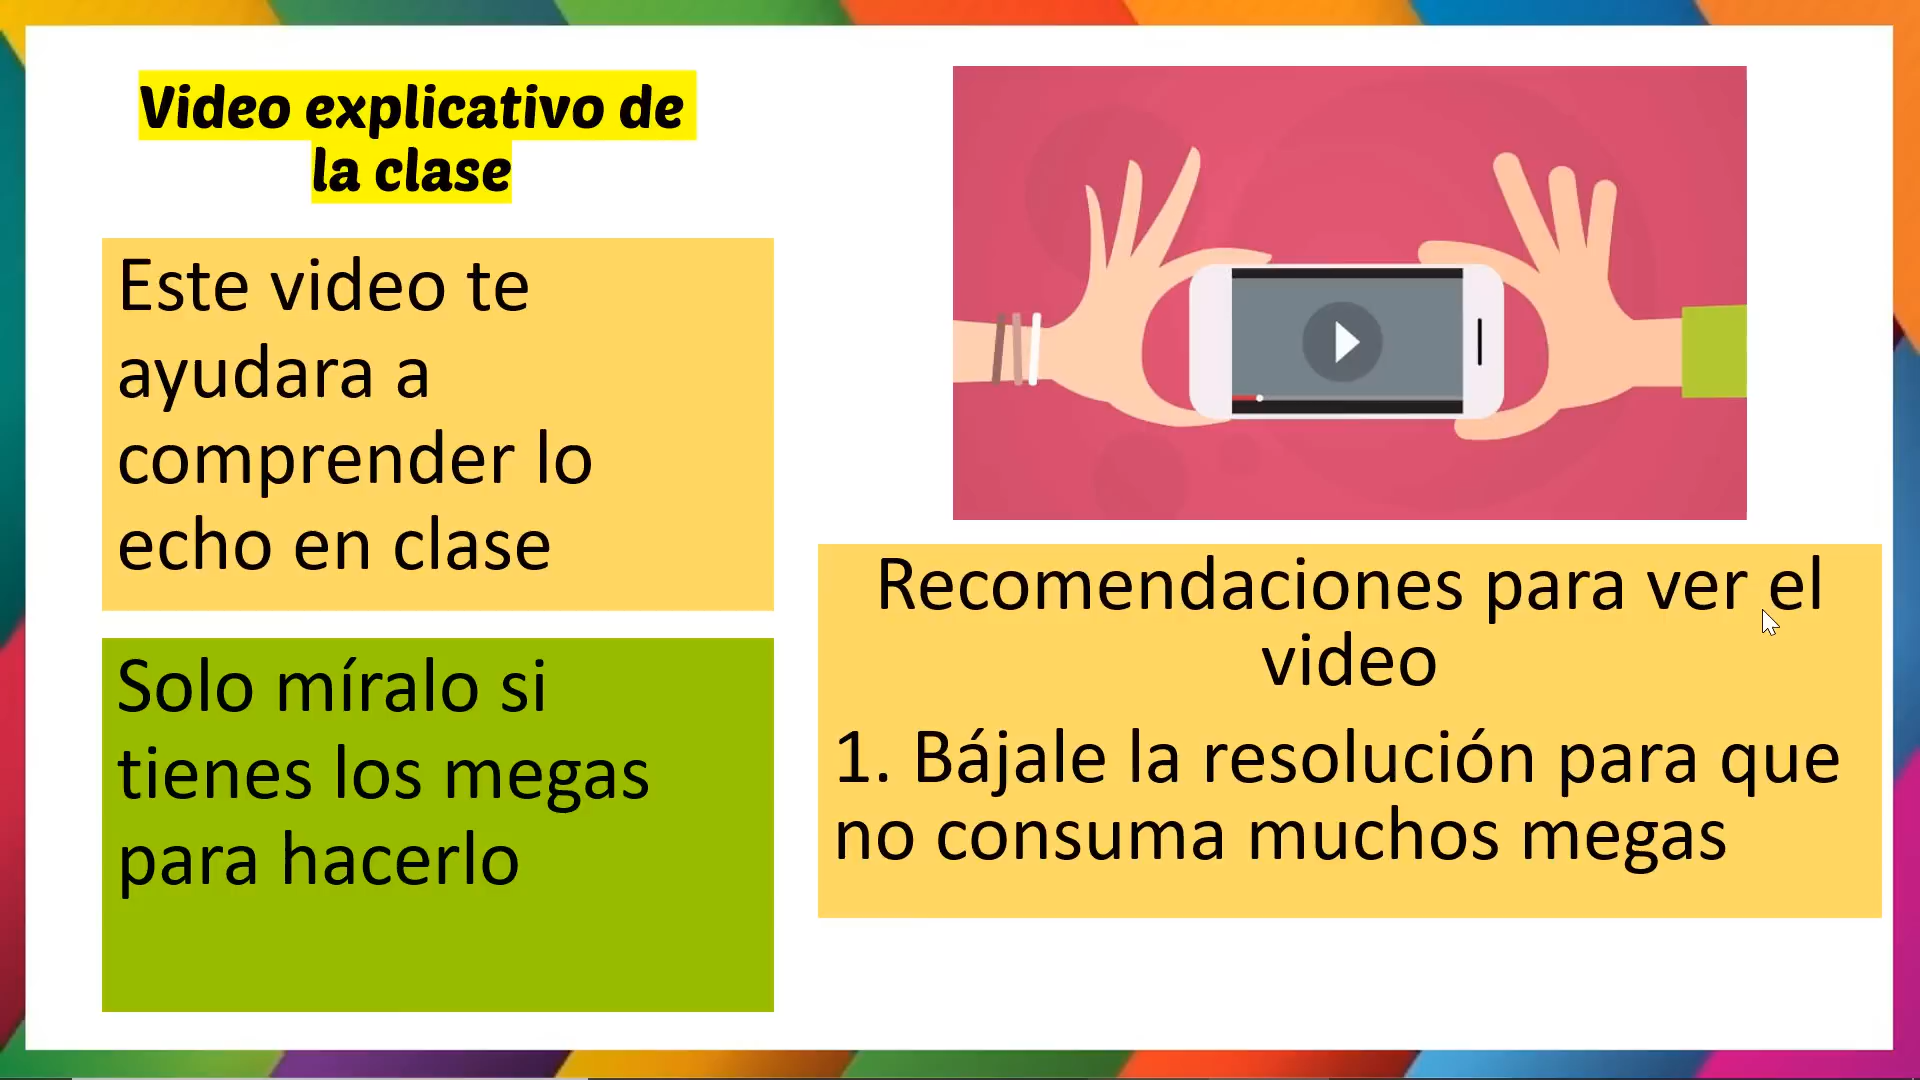 Video explicativo de
la clase
Este video te
ayudara a
comprender lo
echo en clase
Solo míralo si
tienes los megas
para hacerlo
Recomendaciones para ver el
video
1. Bájale la resolución para que
no consuma muchos megas